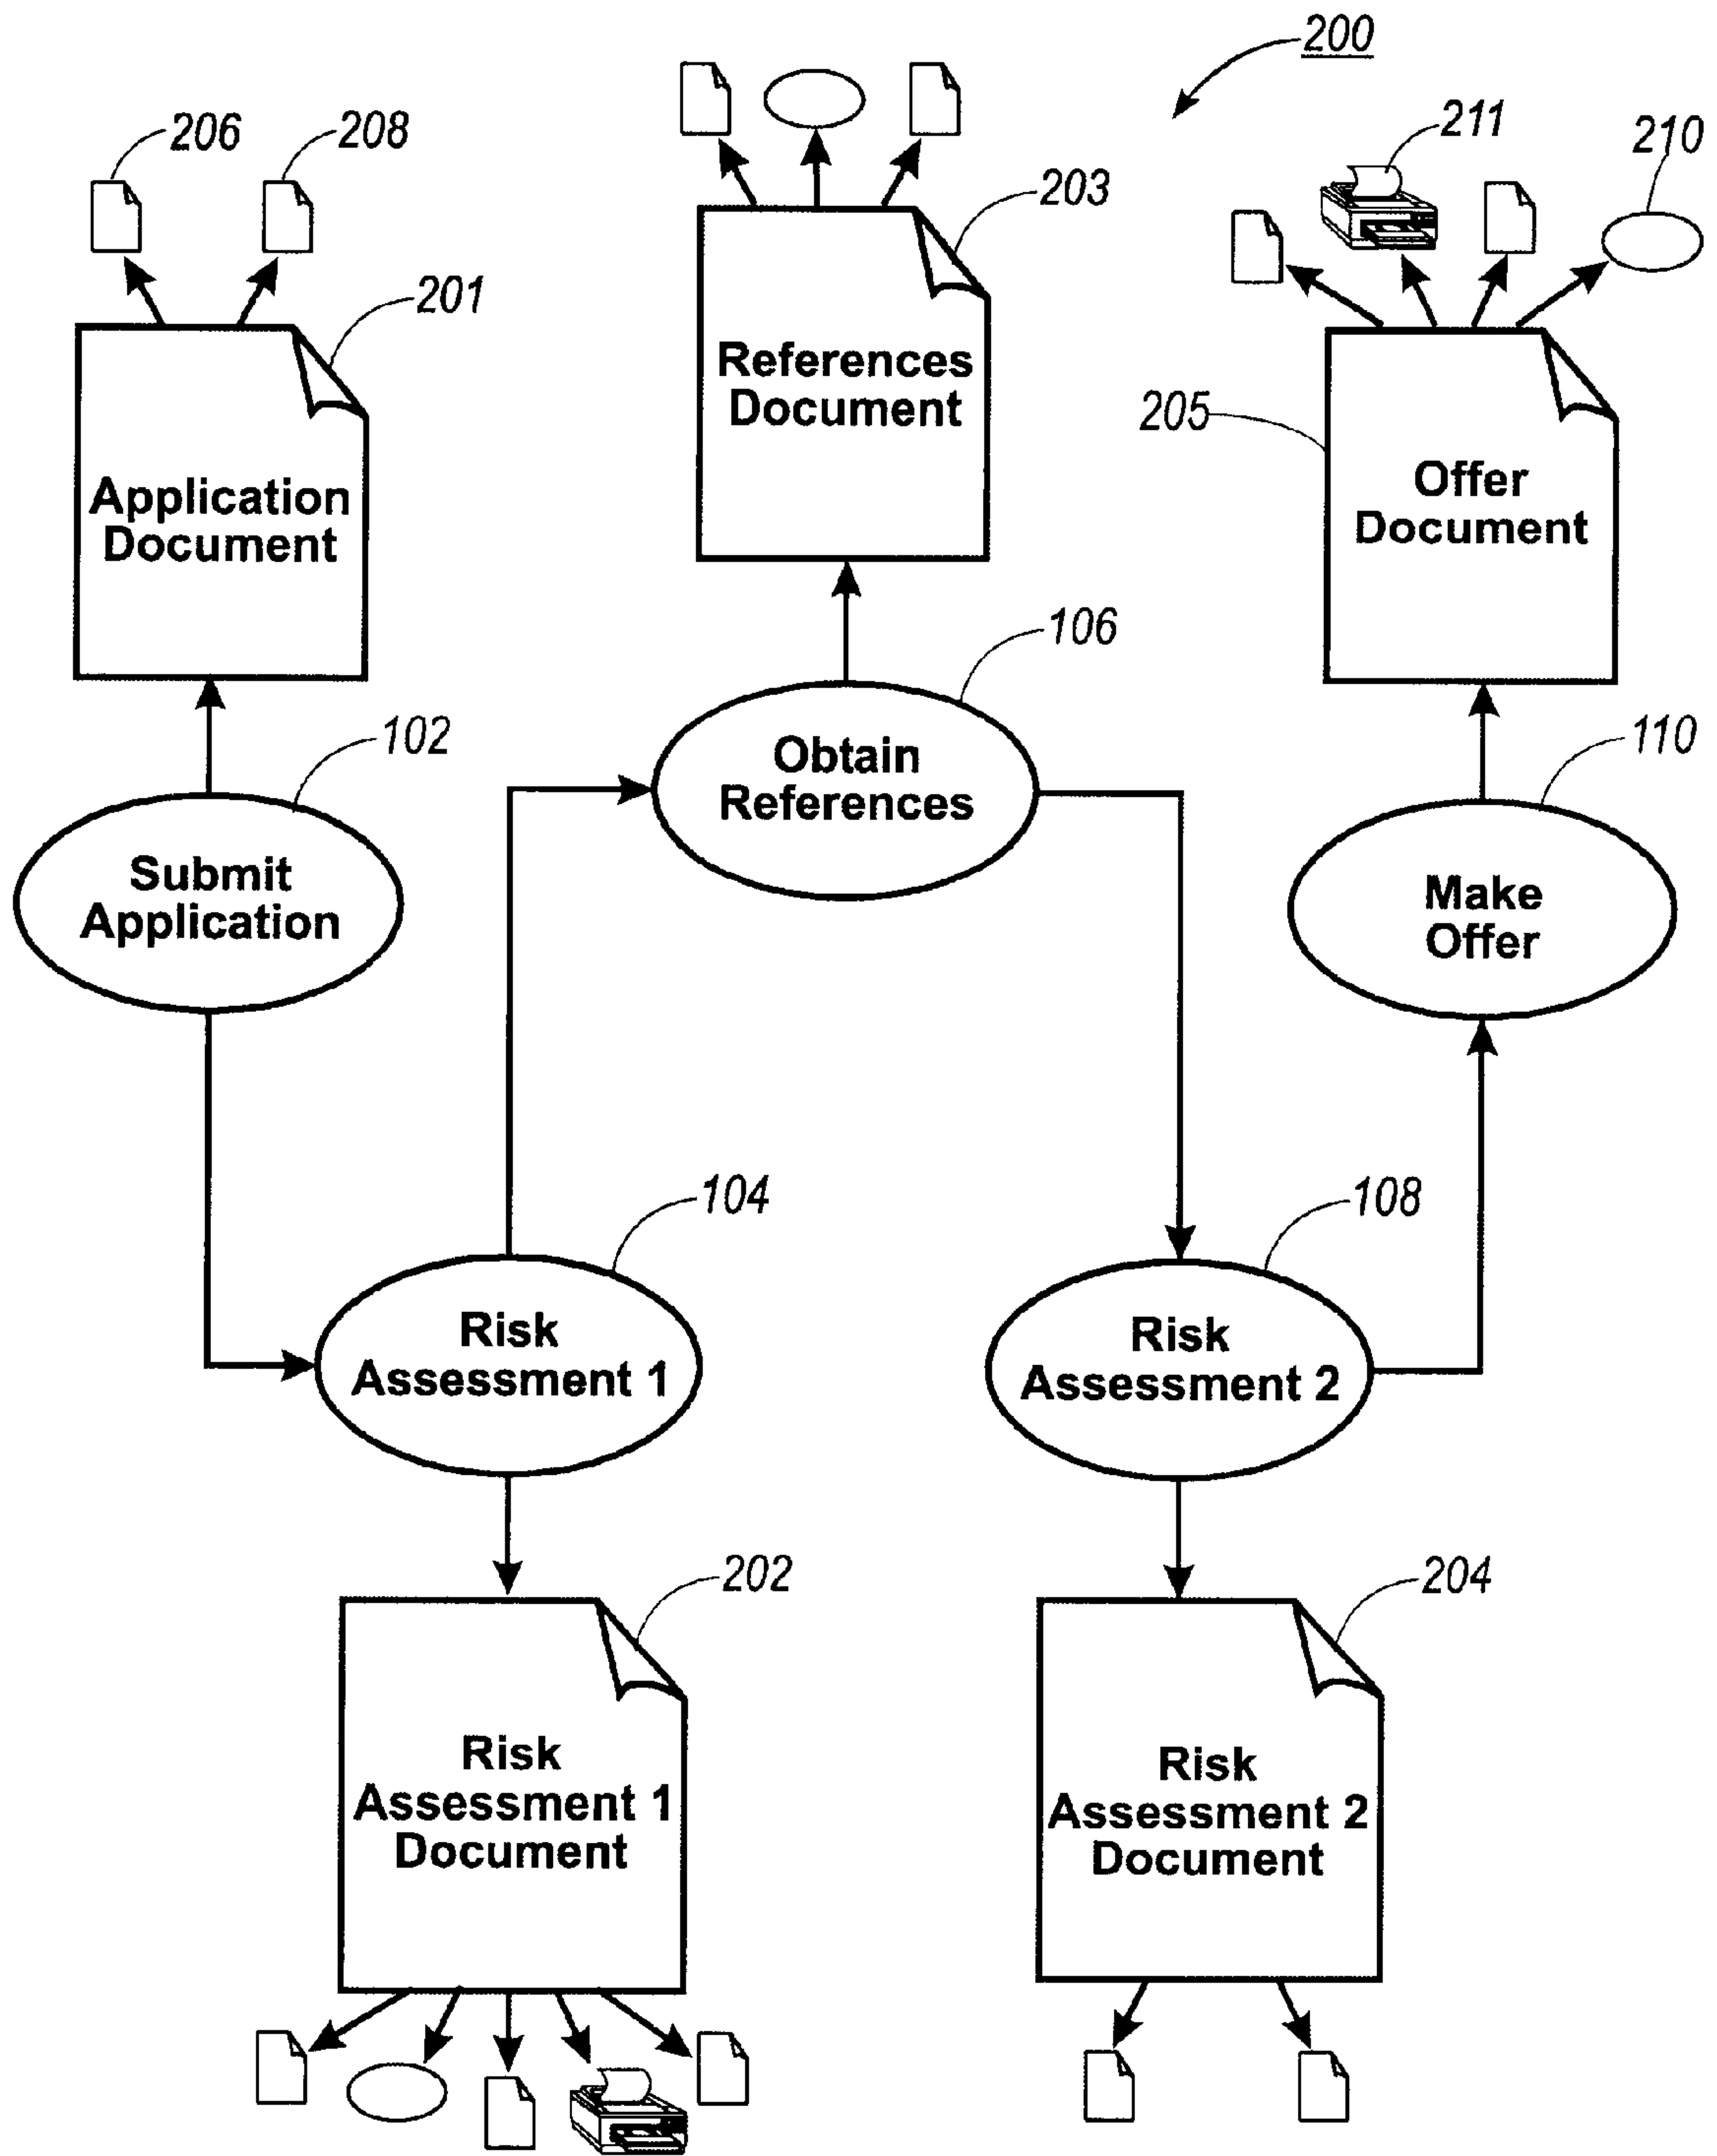 200
206
208
211
210
203
201
References
Document
205
Application
Document
Offer
Document
106
102
110
Obtain
References
Submit
Application
Make
Offer
104
108
Risk
Assessment 1
Risk
Assessment 2
202
204
Risk
Assessment 1
Document
Risk
Assessment 2
Document